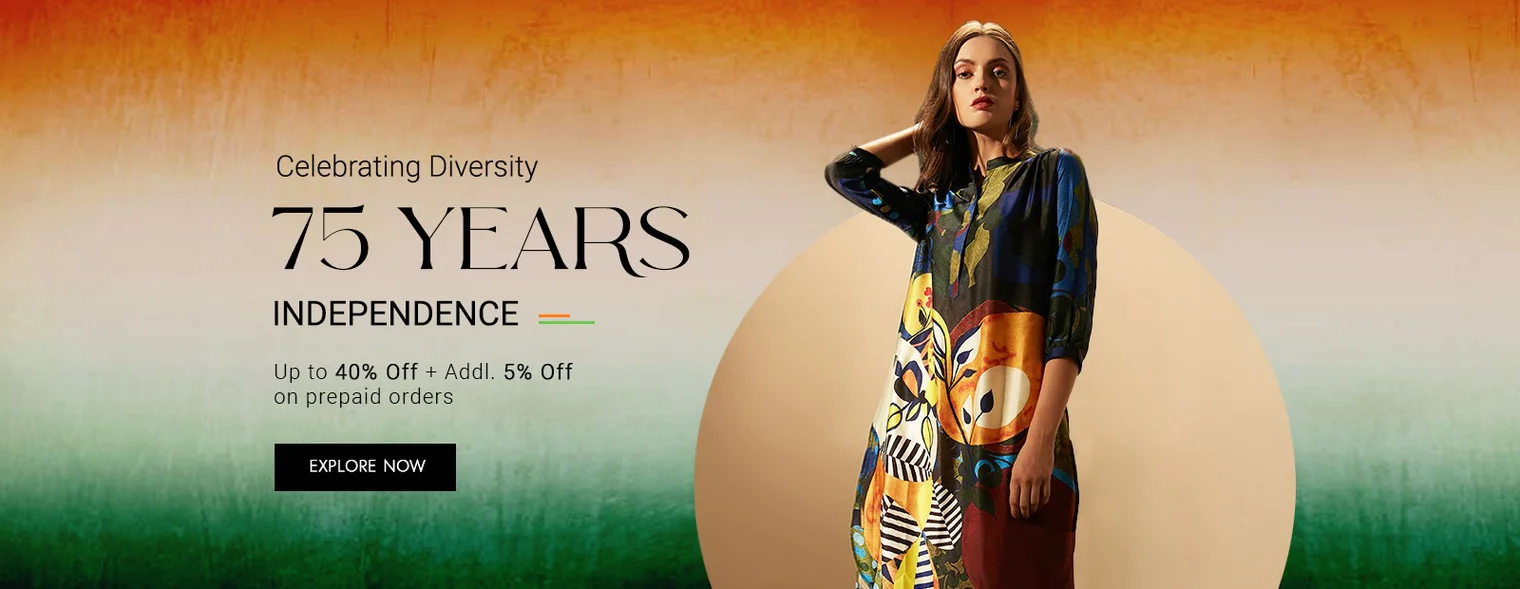 Celebrating Diversity
75 YEARS
INDEPENDENCE
Up to 40% Off + Addl. 5% Off
on prepaid orders
EXPLORE NOW